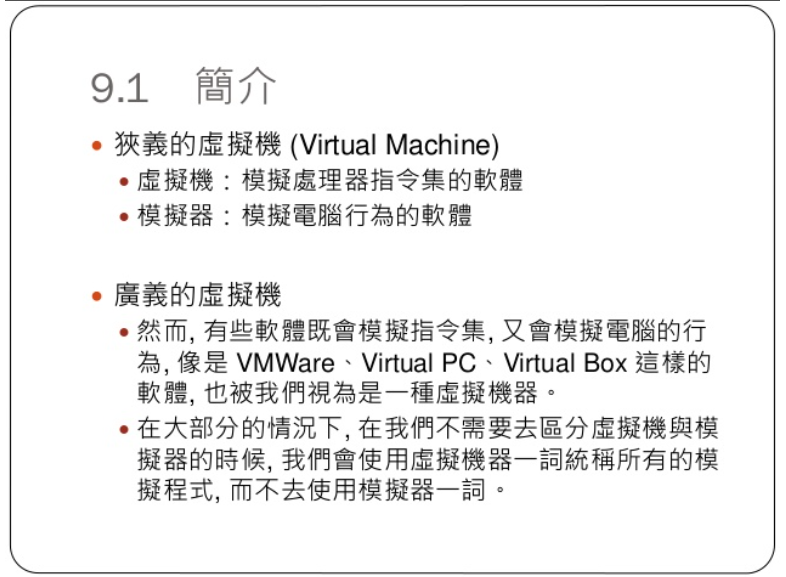 9.1 簡介
• 狹義的虛擬機 (Virtual Machine)
• 虛擬機：模擬處理器指令集的軟體
• 模擬器：模擬電腦行為的軟體
• 廣義的虛擬機
• 然而, 有些軟體既會模擬指令集, 又會模擬電腦的行
為, 像是 VMWare、Virtual PC、Virtual Box 這樣的
軟體, 也被我們視為是一種虛擬機器。
• 在大部分的情況下, 在我們不需要去區分虛擬機與模
擬器的時候, 我們會使用虛擬機器一詞統稱所有的模
擬程式, 而不去使用模擬器一詞。